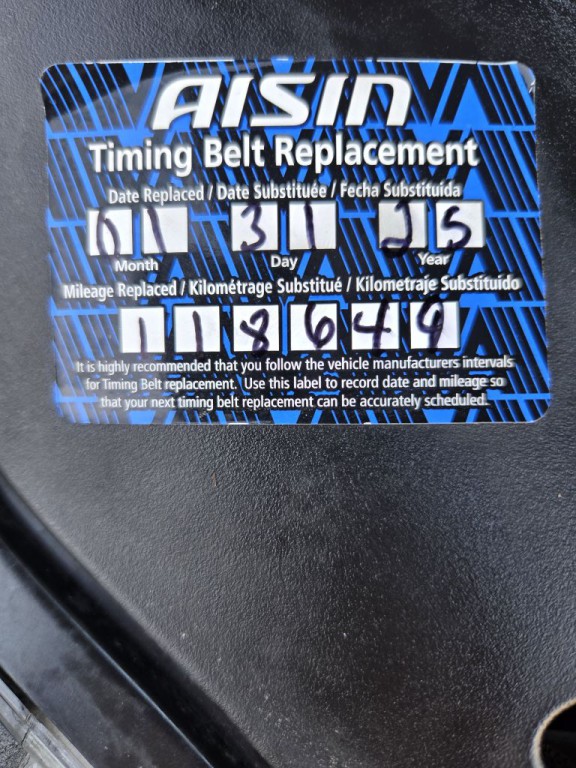 AISIN
Timing Belt Replacement
Date Replaced / Date Substituée / Fecha Substituída
01 31 25
Month Day Year
Mileage Replaced / Kilométrage Substitué / Kilometraje Substituido
118649
It is highly recommended that you follow the vehicle manufacturers intervals
for Timing Belt replacement. Use this label to record date and mileage so
that your next timing belt replacement can be accurately scheduled.